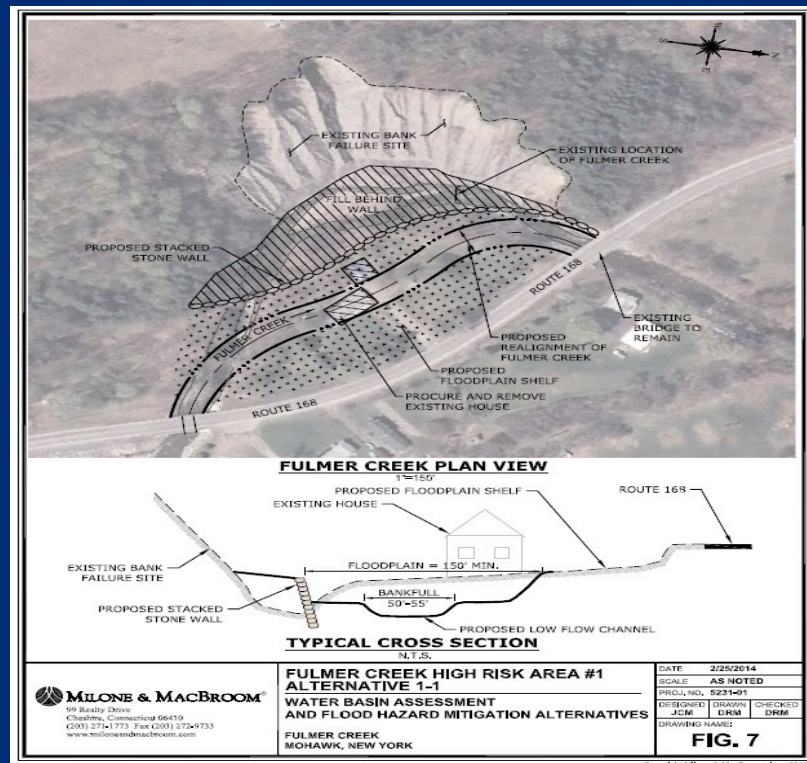 S
N
E
EXISTING BANK
FAILURE SITE
EXISTING LOCATION
OF FULMER CREEK
FILL BEHIND
WALL
PROPOSED STACKED
STONE WALL
ROUTE 168
FULMER CREEK
EXISTING
BRIDGE TO
REMAIN
PROPOSED
REALIGNMENT OF
FULMER CREEK
PROPOSED
FLOODPLAIN SHELF
PROCURE AND REMOVE
EXISTING HOUSE
ROUTE 168
FULMER CREEK PLAN VIEW
1"=150'
PROPOSED FLOODPLAIN SHELF
ROUTE 168
EXISTING HOUSE
EXISTING BANK
FAILURE SITE
FLOODPLAIN = 150' MIN.
BANKFULL
50'-55'
PROPOSED STACKED
STONE WALL
PROPOSED LOW FLOW CHANNEL
TYPICAL CROSS SECTION
N.T.S.
MILONE & MACBROOM®
99 Realty Drive
Cheshire, Connecticut 06410
(203) 271-1773 Fax (203) 272-9733
www.miloneandmacbroom.com
FULMER CREEK HIGH RISK AREA #1
ALTERNATIVE 1-1
WATER BASIN ASSESSMENT
AND FLOOD HAZARD MITIGATION ALTERNATIVES
FULMER CREEK
MOHAWK, NEW YORK
DATE 2/25/2014
SCALE AS NOTED
PROJ. NO. 5231-01
DESIGNED DRAWN CHECKED
JCM DRM DRM
DRAWING NAME:
FIG. 7